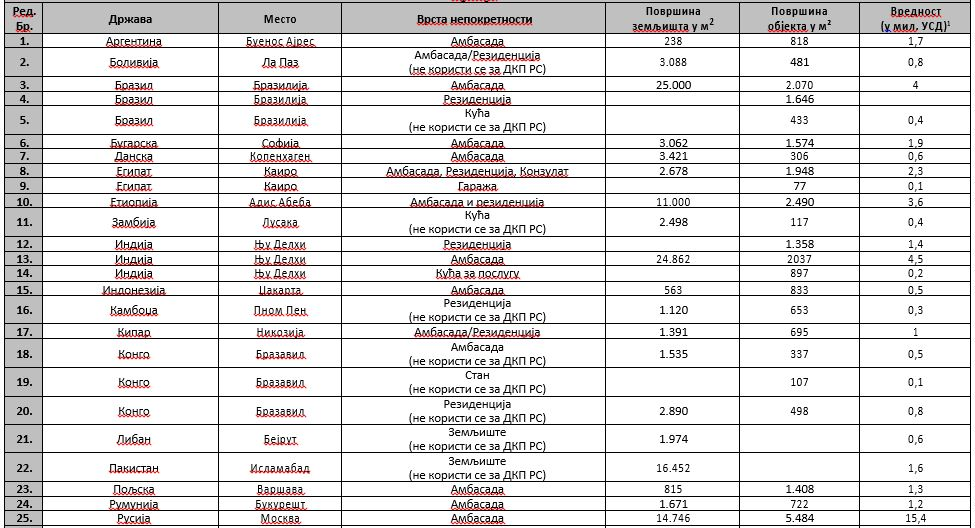 Ред. Бр. Држава Место Врста непокретности Површина земљишта у м² Површина објекта у м² Вредност (у мил, УСД)¹
1. Аргентина Буенос Ајрес Амбасада 238 818 1,7
2. Боливија Ла Паз Амбасада/Резиденција (не користи се за ДКП РС) 3.088 481 0,8
3. Бразил Бразилија Амбасада 25.000 2.070 4
4. Бразил Бразилија Резиденција 1.646
5. Бразил Бразилија Кућа (не користи се за ДКП РС) 433 0,4
6. Бугарска Софија Амбасада 3.062 1.574 1,9
7. Данска Копенхаген Амбасада 3.421 306 0,6
8. Египат Каиро Амбасада, Резиденција, Конзулат 2.678 1.948 2,3
9. Египат Каиро Гаража 77 0,1
10. Етиопија Адис Абеба Амбасада и резиденција 11.000 2.490 3,6
11. Замбија Лусака Кућа (не користи се за ДКП РС) 2.498 117 0,4
12. Индија Њу Делхи Резиденција 1.358 1,4
13. Индија Њу Делхи Амбасада 24.862 2037 4,5
14. Индија Њу Делхи Кућа за послугу 897 0,2
15. Индонезија Џакарта Амбасада 563 833 0,5
16. Камбоџа Пном Пен Резиденција (не користи се за ДКП РС) 1.120 653 0,3
17. Кипар Никозија Амбасада/Резиденција 1.391 695 1
18. Конго Бразавил Амбасада (не користи се за ДКП РС) 1.535 337 0,5
19. Конго Бразавил Стан (не користи се за ДКП РС) 107 0,1
20. Конго Бразавил Резиденција (не користи се за ДКП РС) 2.890 498 0,8
21. Либан Бејрут Земљиште (не користи се за ДКП РС) 1.974 0,6
22. Пакистан Исламабад Земљиште (не користи се за ДКП РС) 16.452 1,6
23. Пољска Варшава Амбасада 815 1.408 1,3
24. Румунија Букурешт Амбасада 1.671 722 1,2
25. Русија Москва Амбасада 14.746 5.484 15,4